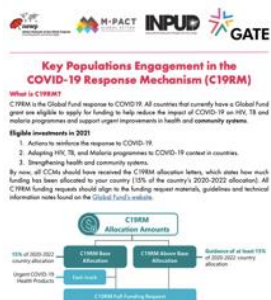 nswp
M·PACT
INPUD
GATE
Key Populations Engagement in the
COVID-19 Response Mechanism (C19RM)
What is C19RM?
C19RM is the Global Fund response to COVID19. All countries that currently have a Global Fund
grant are eligible to apply for funding to help reduce the impact of COVID-19 on HIV, TB and
malaria programmes and support urgent improvements in health and community systems.
Eligible investments in 2021
1. Actions to reinforce the response to COVID-19.
2. Adapting HIV, TB, and Malaria programmes to COVID-19 context in countries.
3. Strengthening health and community systems.
By now, all CCMs should have received the C19RM allocation letters, which states how much
funding has been allocated to your country (15% of the country's 2020-2022 allocation). All
C19RM funding requests should align to the funding request materials, guidelines and technical
information notes found on the Global Fund's website.
C19RM
Allocation Amounts
15% of 2020-2022
country allocation
C19RM Base
Allocation
C19RM Above Base
Allocation
Guidance of at least 15%
of 2020-2022 country
allocation
Urgent COVID-19
Health Products
Fast-track
C19RM Full Funding Request